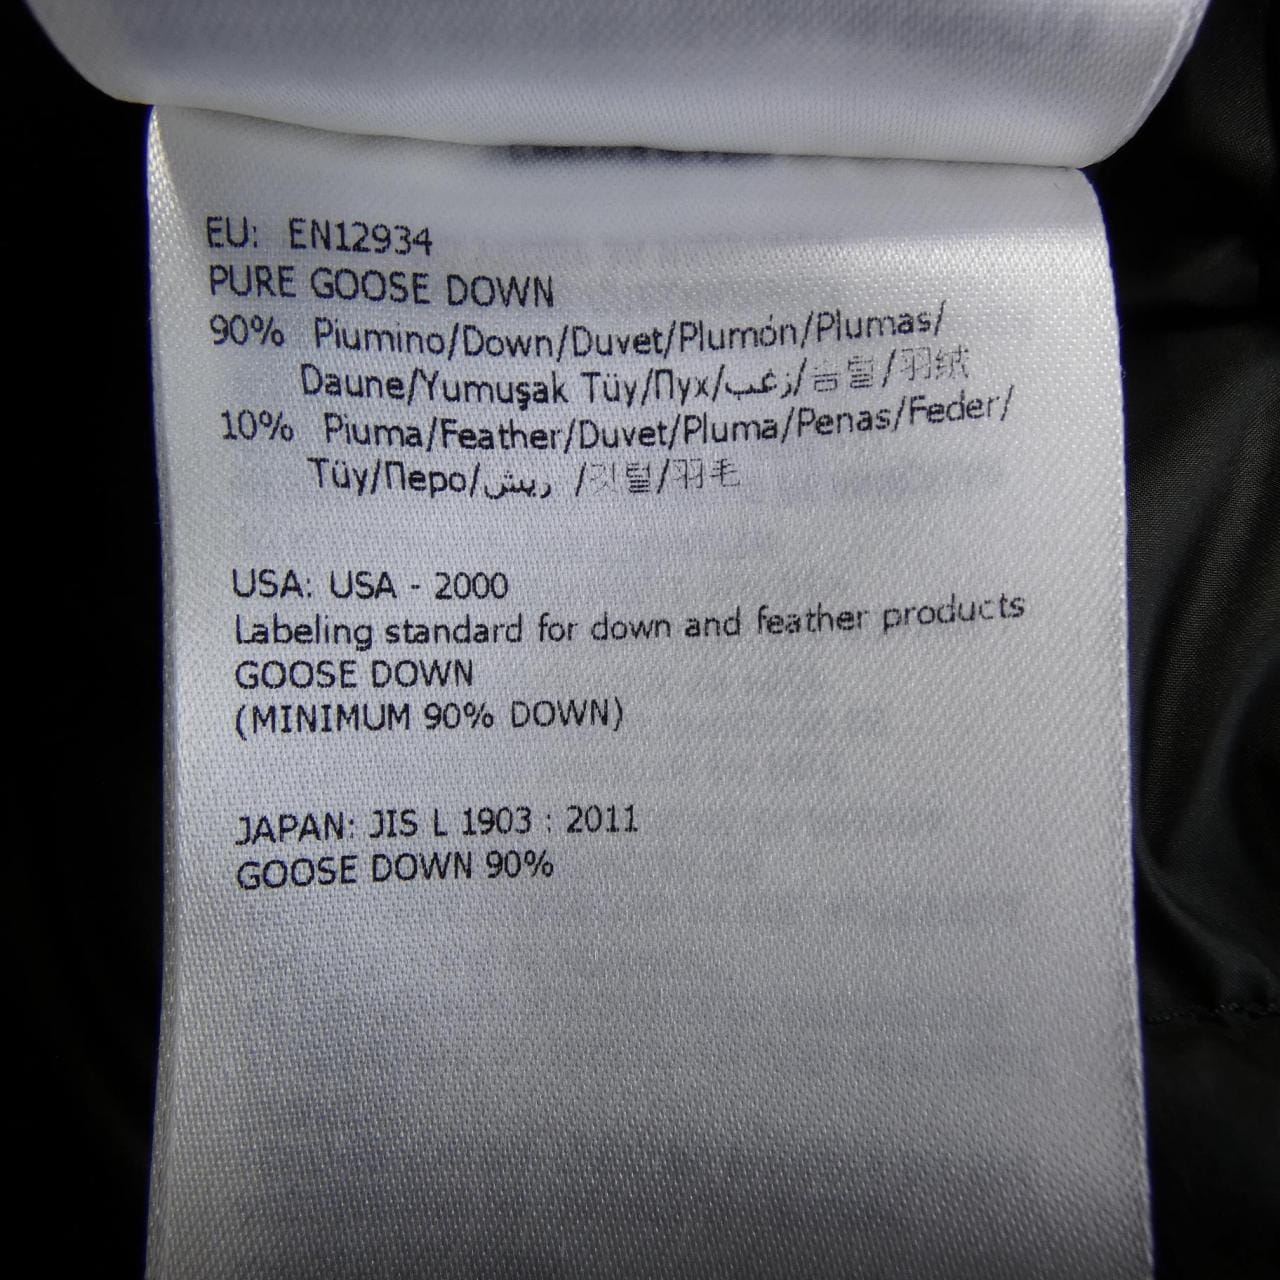 EU: EN12934
PURE GOOSE DOWN
90% Piumino/Down/Duvet/Plumón/Plumas/
Daune/Yumuşak Tüy/Пух/زغب/솜털/羽绒
10% Piuma/Feather/Duvet/Pluma/Penas/Feder/
Tüy/Перо/ريش /깃털/羽毛
USA: USA - 2000
Labeling standard for down and feather products
GOOSE DOWN
(MINIMUM 90% DOWN)
JAPAN: JIS L 1903 : 2011
GOOSE DOWN 90%